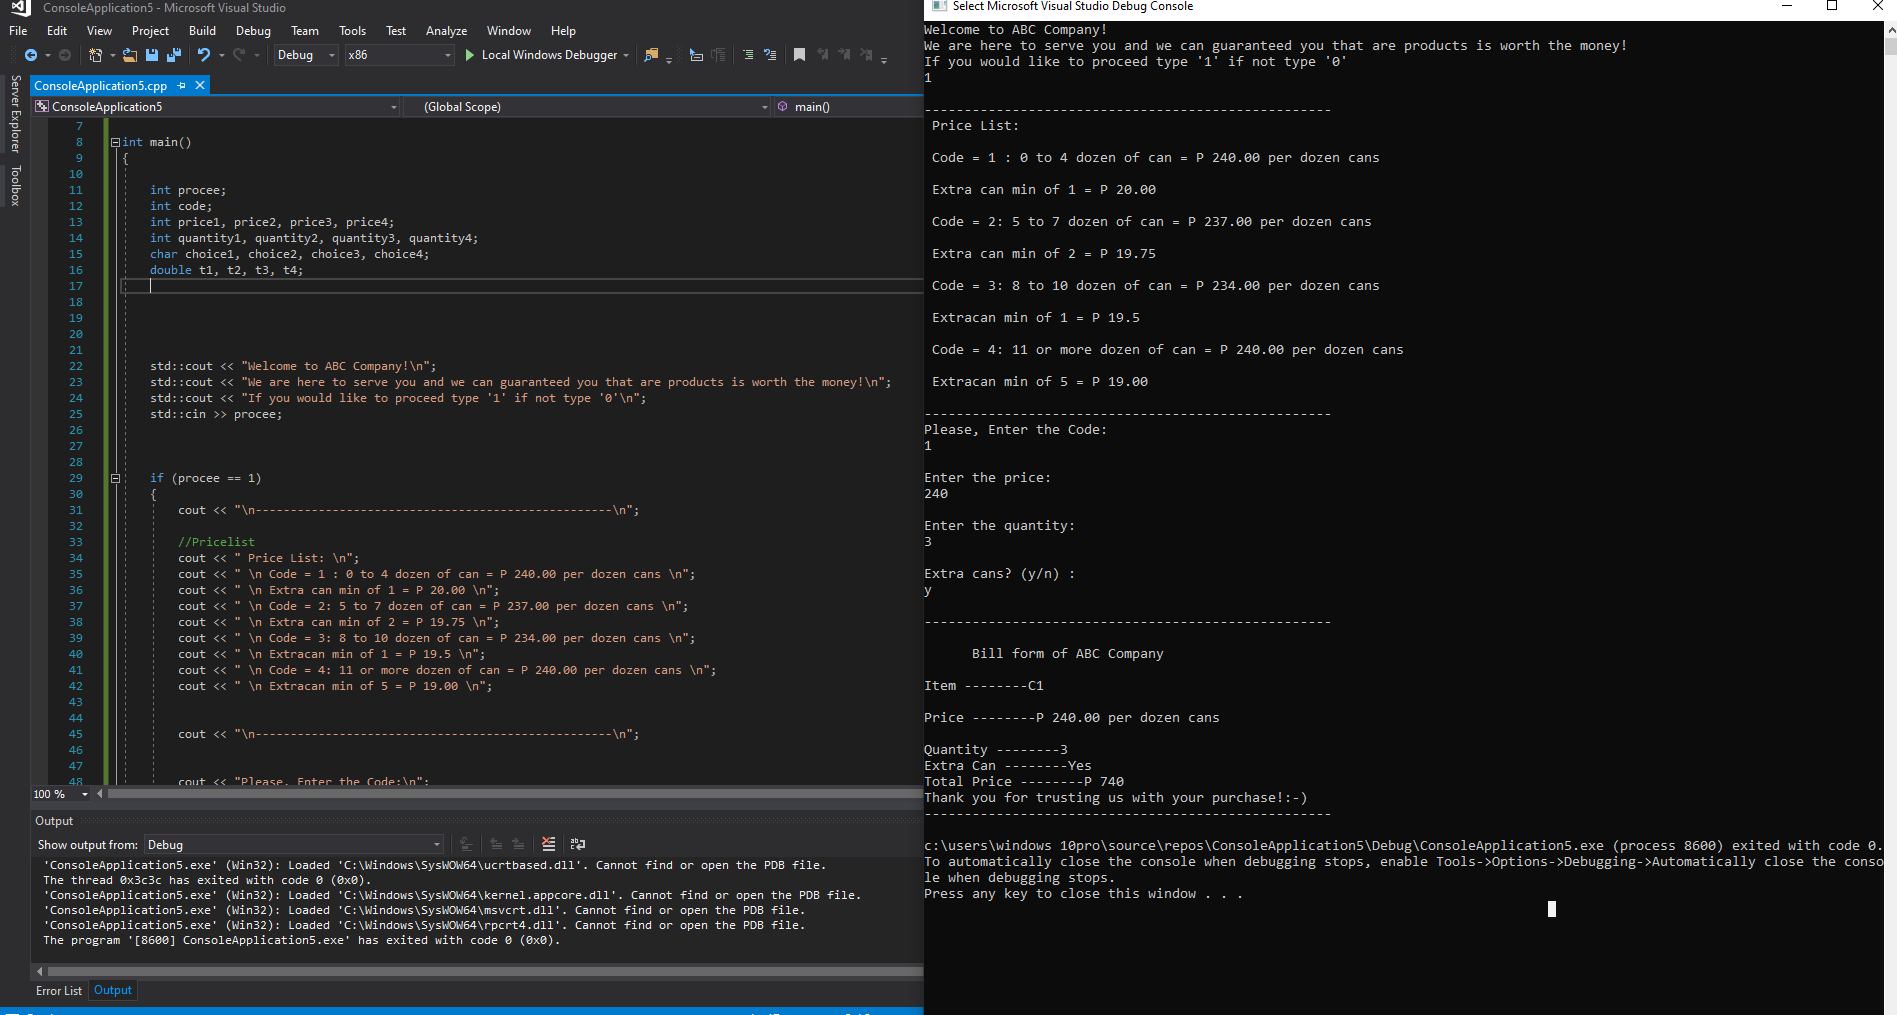 ConsoleApplication5 - Microsoft Visual Studio
File Edit View Project Build Debug Team Tools Test Analyze Window Help
Debug x86 Local Windows Debugger
Server Explorer
Toolbox
ConsoleApplication5.cpp
ConsoleApplication5 (Global Scope) main()
7
8 int main()
9 {
10
11 int procee;
12 int code;
13 int price1, price2, price3, price4;
14 int quantity1, quantity2, quantity3, quantity4;
15 char choice1, choice2, choice3, choice4;
16 double t1, t2, t3, t4;
17
18
19
20
21
22 std::cout << "Welcome to ABC Company!\n";
23 std::cout << "We are here to serve you and we can guaranteed you that are products is worth the money!\n";
24 std::cout << "If you would like to proceed type '1' if not type '0'\n";
25 std::cin >> procee;
26
27
28
29 if (procee == 1)
30 {
31 cout << "\n---------------------------------------------------\n";
32
33 //Pricelist
34 cout << " Price List: \n";
35 cout << " \n Code = 1 : 0 to 4 dozen of can = P 240.00 per dozen cans \n";
36 cout << " \n Extra can min of 1 = P 20.00 \n";
37 cout << " \n Code = 2: 5 to 7 dozen of can = P 237.00 per dozen cans \n";
38 cout << " \n Extra can min of 2 = P 19.75 \n";
39 cout << " \n Code = 3: 8 to 10 dozen of can = P 234.00 per dozen cans \n";
40 cout << " \n Extracan min of 1 = P 19.5 \n";
41 cout << " \n Code = 4: 11 or more dozen of can = P 240.00 per dozen cans \n";
42 cout << " \n Extracan min of 5 = P 19.00 \n";
43
44
45 cout << "\n---------------------------------------------------\n";
46
47
48 cout << "Please, Enter the Code:\n";
100 %
Output
Show output from: Debug
'ConsoleApplication5.exe' (Win32): Loaded 'C:\Windows\SysWOW64\ucrtbased.dll'. Cannot find or open the PDB file.
The thread 0x3c3c has exited with code 0 (0x0).
'ConsoleApplication5.exe' (Win32): Loaded 'C:\Windows\SysWOW64\kernel.appcore.dll'. Cannot find or open the PDB file.
'ConsoleApplication5.exe' (Win32): Loaded 'C:\Windows\SysWOW64\msvcrt.dll'. Cannot find or open the PDB file.
'ConsoleApplication5.exe' (Win32): Loaded 'C:\Windows\SysWOW64\rpcrt4.dll'. Cannot find or open the PDB file.
The program '[8600] ConsoleApplication5.exe' has exited with code 0 (0x0).
Error List Output
Select Microsoft Visual Studio Debug Console
Welcome to ABC Company!
We are here to serve you and we can guaranteed you that are products is worth the money!
If you would like to proceed type '1' if not type '0'
1
---------------------------------------------------
Price List:
Code = 1 : 0 to 4 dozen of can = P 240.00 per dozen cans
Extra can min of 1 = P 20.00
Code = 2: 5 to 7 dozen of can = P 237.00 per dozen cans
Extra can min of 2 = P 19.75
Code = 3: 8 to 10 dozen of can = P 234.00 per dozen cans
Extracan min of 1 = P 19.5
Code = 4: 11 or more dozen of can = P 240.00 per dozen cans
Extracan min of 5 = P 19.00
---------------------------------------------------
Please, Enter the Code:
1
Enter the price:
240
Enter the quantity:
3
Extra cans? (y/n) :
y
---------------------------------------------------
Bill form of ABC Company
Item --------C1
Price --------P 240.00 per dozen cans
Quantity --------3
Extra Can --------Yes
Total Price --------P 740
Thank you for trusting us with your purchase!:-)
---------------------------------------------------
c:\users\windows 10pro\source\repos\ConsoleApplication5\Debug\ConsoleApplication5.exe (process 8600) exited with code 0.
To automatically close the console when debugging stops, enable Tools->Options->Debugging->Automatically close the conso
le when debugging stops.
Press any key to close this window . . .